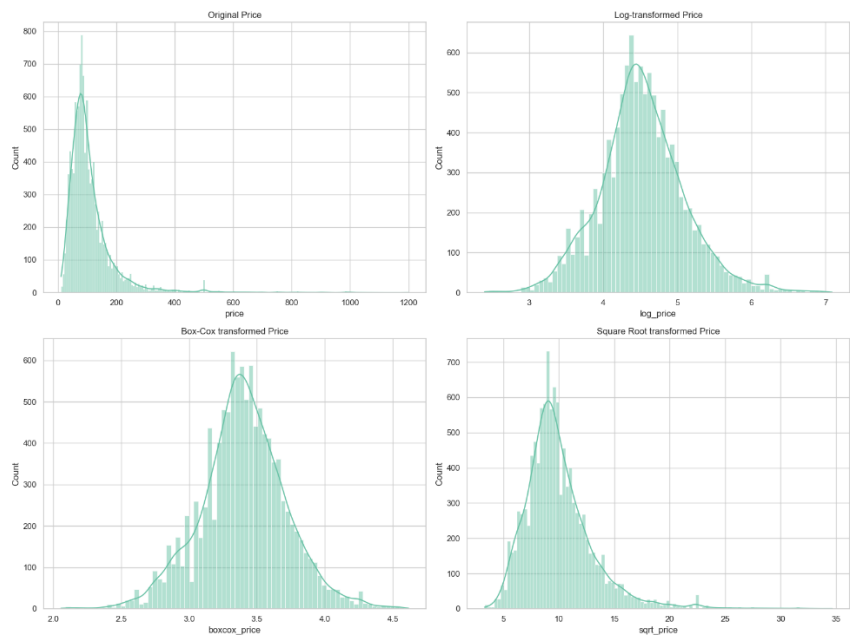 Original Price
Count
800
700
600
500
400
300
200
100
0
0 200 400 600 800 1000 1200
price
Log-transformed Price
Count
600
500
400
300
200
100
0
3 4 5 6 7
log_price
Box-Cox transformed Price
Count
600
500
400
300
200
100
0
2.0 2.5 3.0 3.5 4.0 4.5
boxcox_price
Square Root transformed Price
Count
700
600
500
400
300
200
100
0
5 10 15 20 25 30 35
sqrt_price